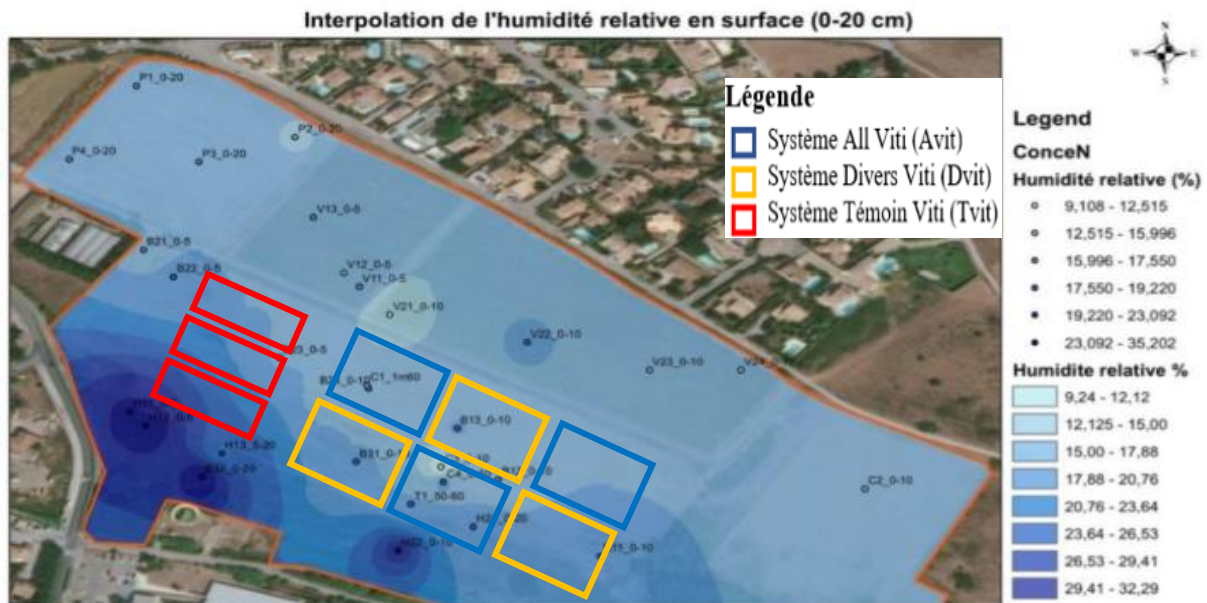 Interpolation de l'humidité relative en surface (0-20 cm)
N
W
E
S
Légende
Système All Viti (Avit)
Système Divers Viti (Dvit)
Système Témoin Viti (Tvit)
Legend
ConceN
Humidité relative (%)
9,108 - 12,515
12,515 - 15,996
15,996 - 17,550
17,550 - 19,220
19,220 - 23,092
23,092 - 35,202
Humidite relative %
9,24 - 12,12
12,125 - 15,00
15,00 - 17,88
17,88 - 20,76
20,76 - 23,64
23,64 - 26,53
26,53 - 29,41
29,41 - 32,29
P1_0-20
P2_0-20
P4_0-20
P3_0-20
V13_0-5
B21_0-5
B22_0-5
V12_0-5
V11_0-5
V21_0-10
V22_0-10
V23_0-10
C1_1m60
B13_0-10
C2_0-10
T1_50-60
H22_0-10